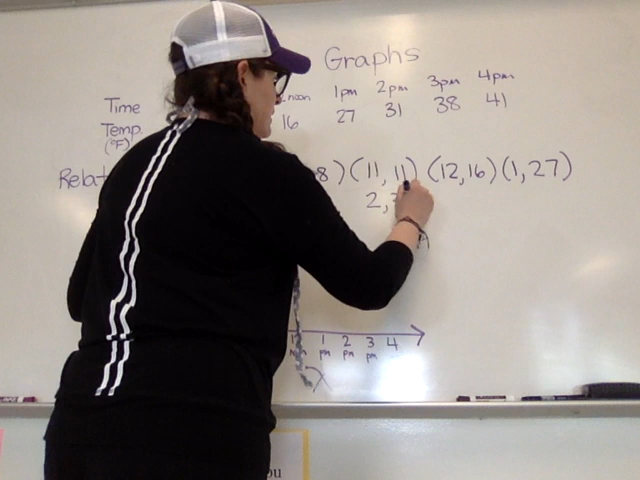 Graphs
Time noon 1pm 2pm 3pm 4pm
Temp. 16 27 31 38 41
(°F)
8) (11, 11) (12, 16) (1, 27)
2,
1 2 3 4
pm pm pm